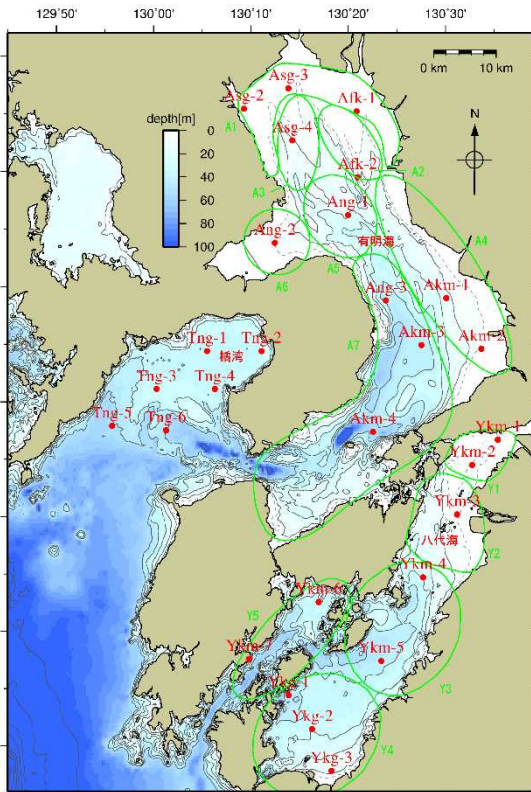 129°50' 130°00' 130°10' 130°20' 130°30'
0 km 10 km
N
depth[m]
0
20
40
60
80
100
Asg-3
Asg-2
Afk-1
A1
Asg-4
A2
Afk-2
A3
Ang-1
A4
Ang-2
有明海
A5
A6
Ang-3
Akm-1
A7
Akm-3
Akm-2
Tng-1
橘湾
Tng-2
Tng-3
Tng-4
Tng-5
Tng-6
Akm-4
Ykm-1
Ykm-2
Y1
Ykm-3
八代海
Y2
Ykm-4
Ykm-6
Y5
Ykm-7
Ykm-5
Y3
Ykg-1
Ykg-2
Y4
Ykg-3